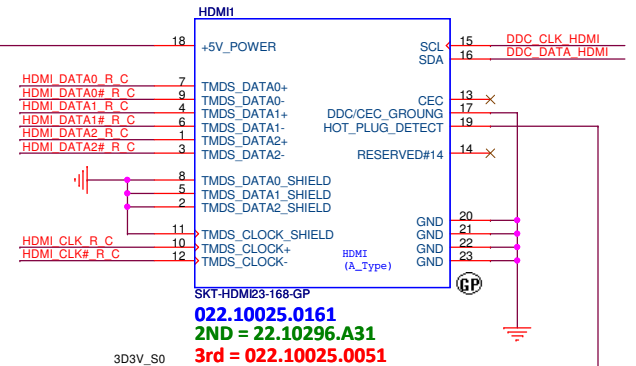 HDMI1
18 +5V_POWER SCL 15 DDC_CLK_HDMI
SDA 16 DDC_DATA_HDMI
HDMI_DATA0_R_C 7 TMDS_DATA0+
HDMI_DATA0#_R_C 9 TMDS_DATA0- CEC 13
HDMI_DATA1_R_C 4 TMDS_DATA1+ DDC/CEC_GROUNG 17
HDMI_DATA1#_R_C 6 TMDS_DATA1- HOT_PLUG_DETECT 19
HDMI_DATA2_R_C 1 TMDS_DATA2+
HDMI_DATA2#_R_C 3 TMDS_DATA2- RESERVED#14 14
8 TMDS_DATA0_SHIELD
5 TMDS_DATA1_SHIELD
2 TMDS_DATA2_SHIELD
GND 20
11 TMDS_CLOCK_SHIELD GND 21
HDMI_CLK_R_C 10 TMDS_CLOCK+ GND 22
HDMI_CLK#_R_C 12 TMDS_CLOCK- GND 23
HDMI
(A_Type)
GP
SKT-HDMI23-168-GP
022.10025.0161
2ND = 22.10296.A31
3rd = 022.10025.0051
3D3V_S0